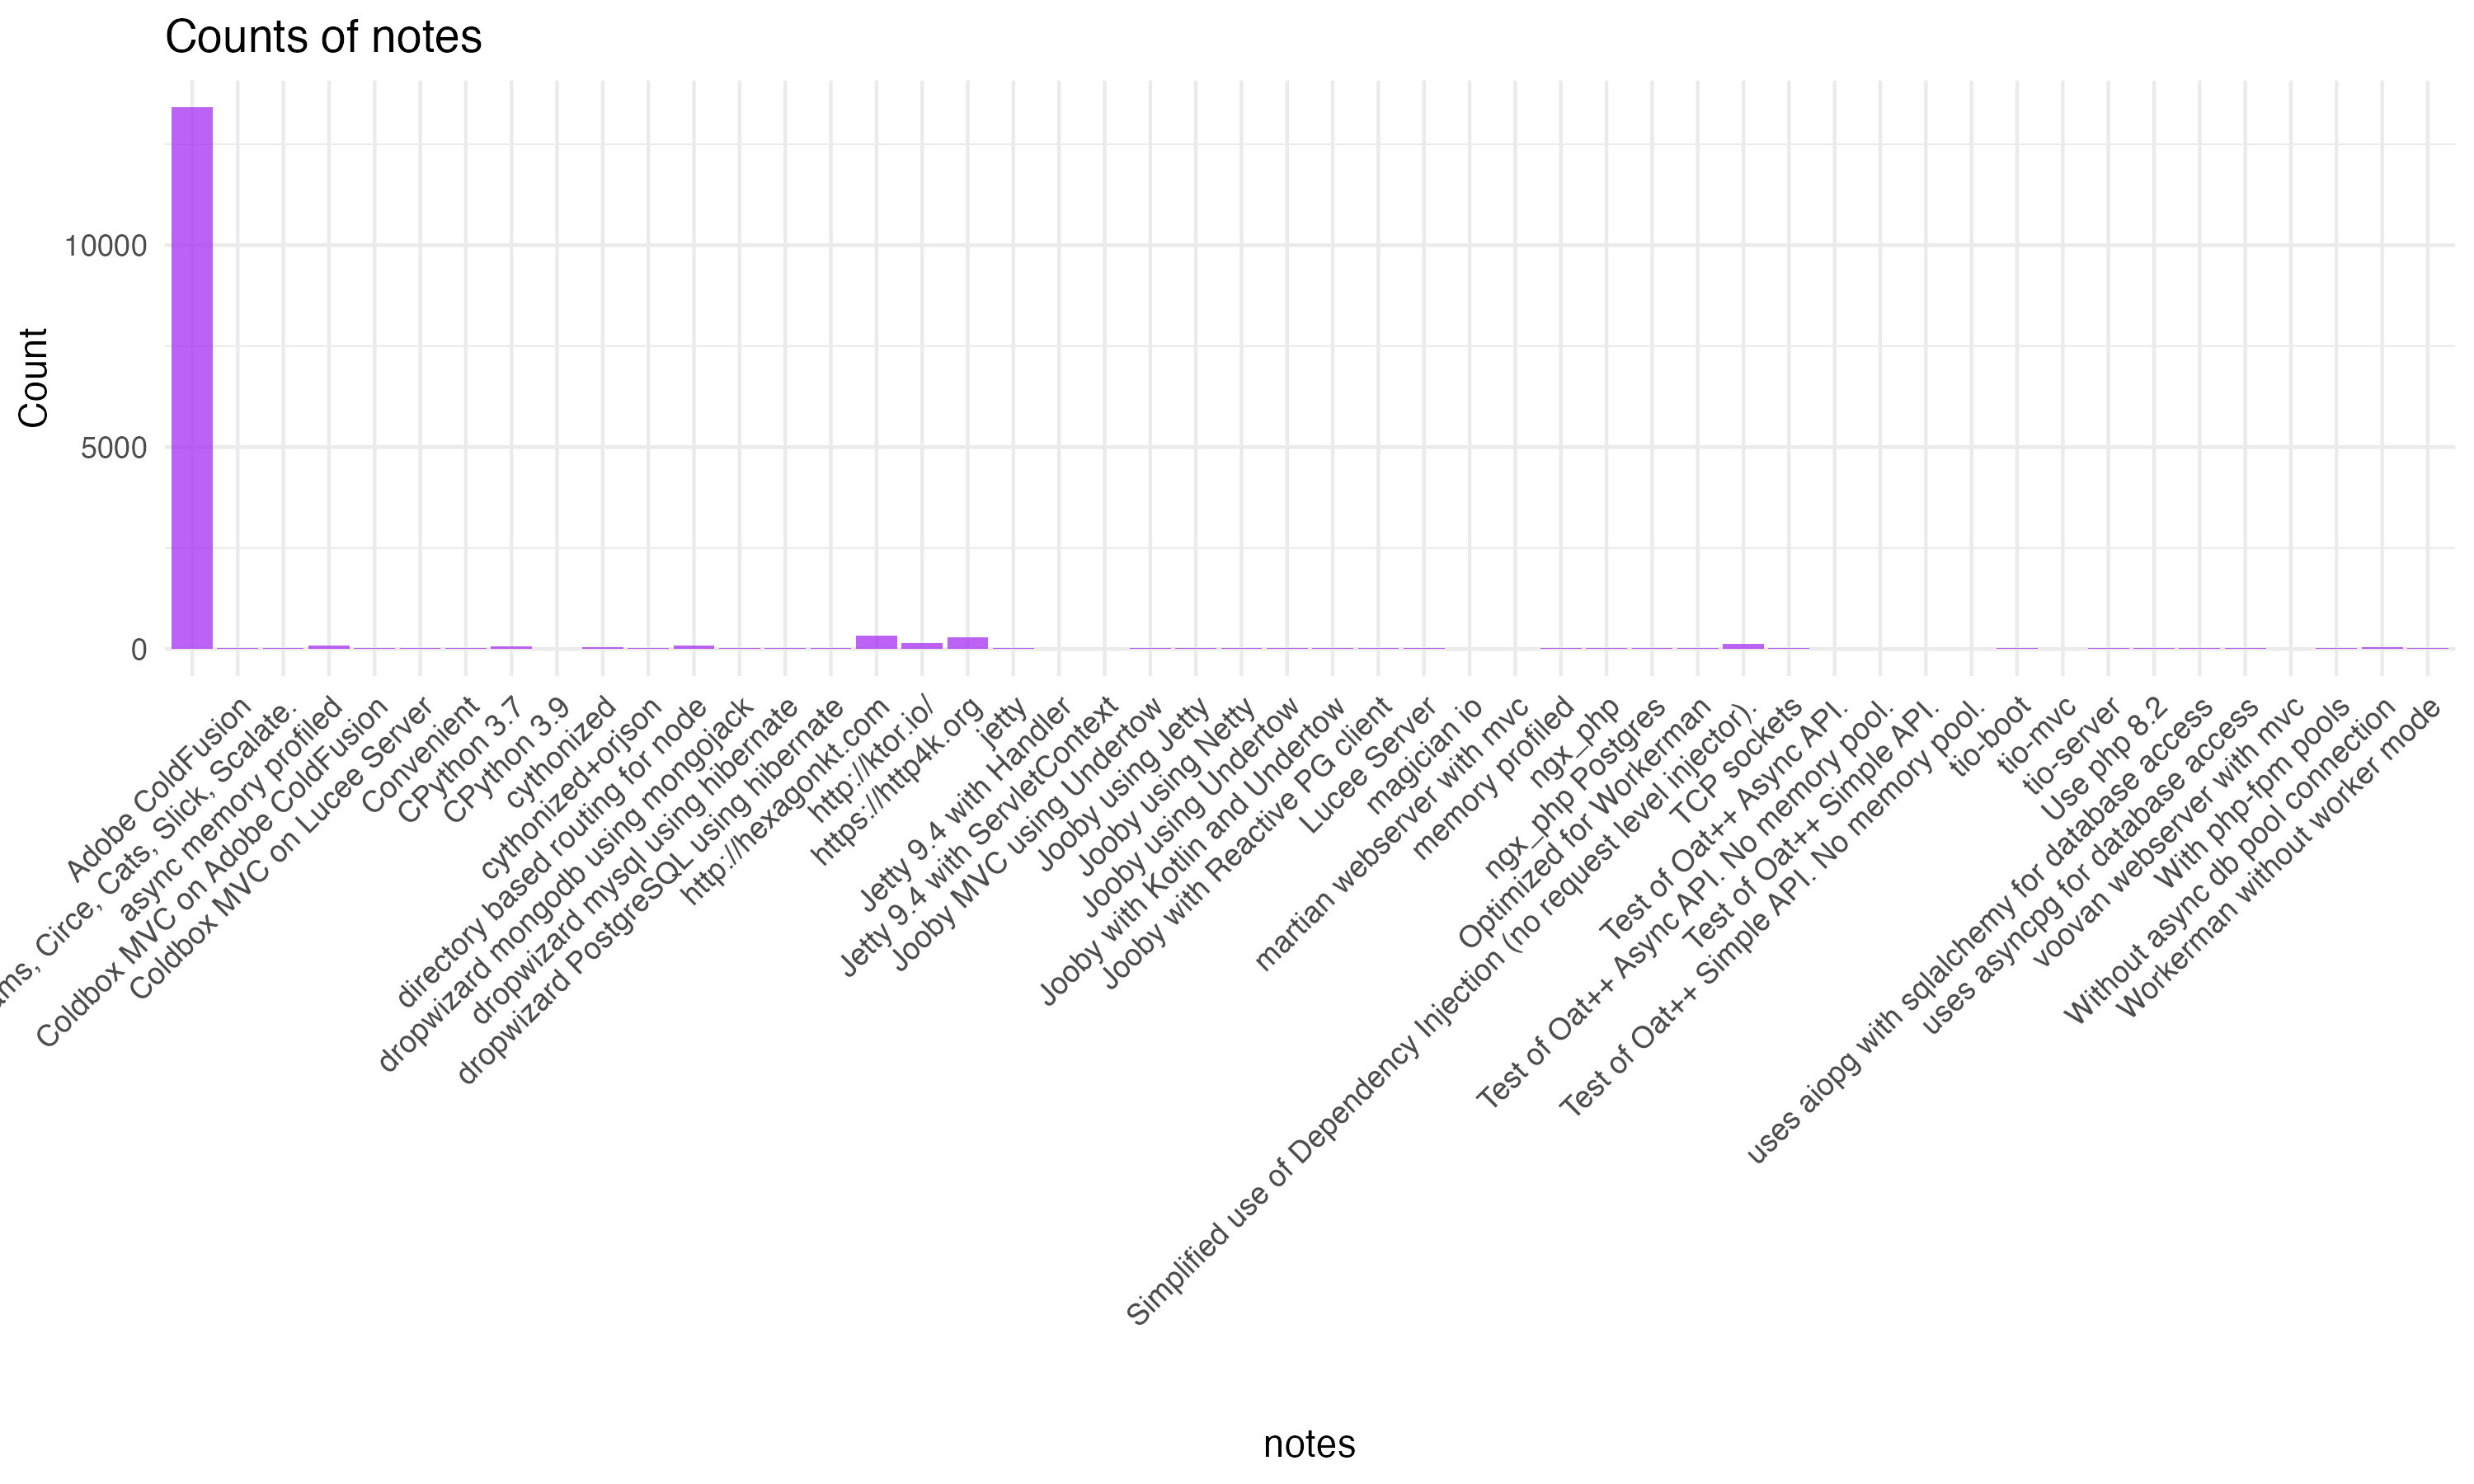 Counts of notes
Count
10000
5000
0
Adobe ColdFusion
Circe, Cats, Slick, Scalate.
async memory profiled
Coldbox MVC on Adobe ColdFusion
Coldbox MVC on Lucee Server
Convenient
CPython 3.7
CPython 3.9
cythonized
cythonized+orjson
directory based routing for node
dropwizard mongodb using mongojack
dropwizard mysql using hibernate
dropwizard PostgreSQL using hibernate
http://hexagonkt.com
http://ktor.io/
https://http4k.org
jetty
Jetty 9.4 with Handler
Jetty 9.4 with ServletContext
Jooby MVC using Undertow
Jooby using Jetty
Jooby using Netty
Jooby using Undertow
Jooby with Kotlin and Undertow
Jooby with Reactive PG client
Lucee Server
magician io
martian webserver with mvc
memory profiled
ngx_php
ngx_php Postgres
Optimized for Workerman
Simplified use of Dependency Injection (no request level injector).
TCP sockets
Test of Oat++ Async API.
Test of Oat++ Async API. No memory pool.
Test of Oat++ Simple API.
Test of Oat++ Simple API. No memory pool.
tio-boot
tio-mvc
tio-server
Use php 8.2
uses aiopg with sqlalchemy for database access
uses asyncpg for database access
voovan webserver with mvc
With php-fpm pools
Without async db pool connection
Workerman without worker mode
notes